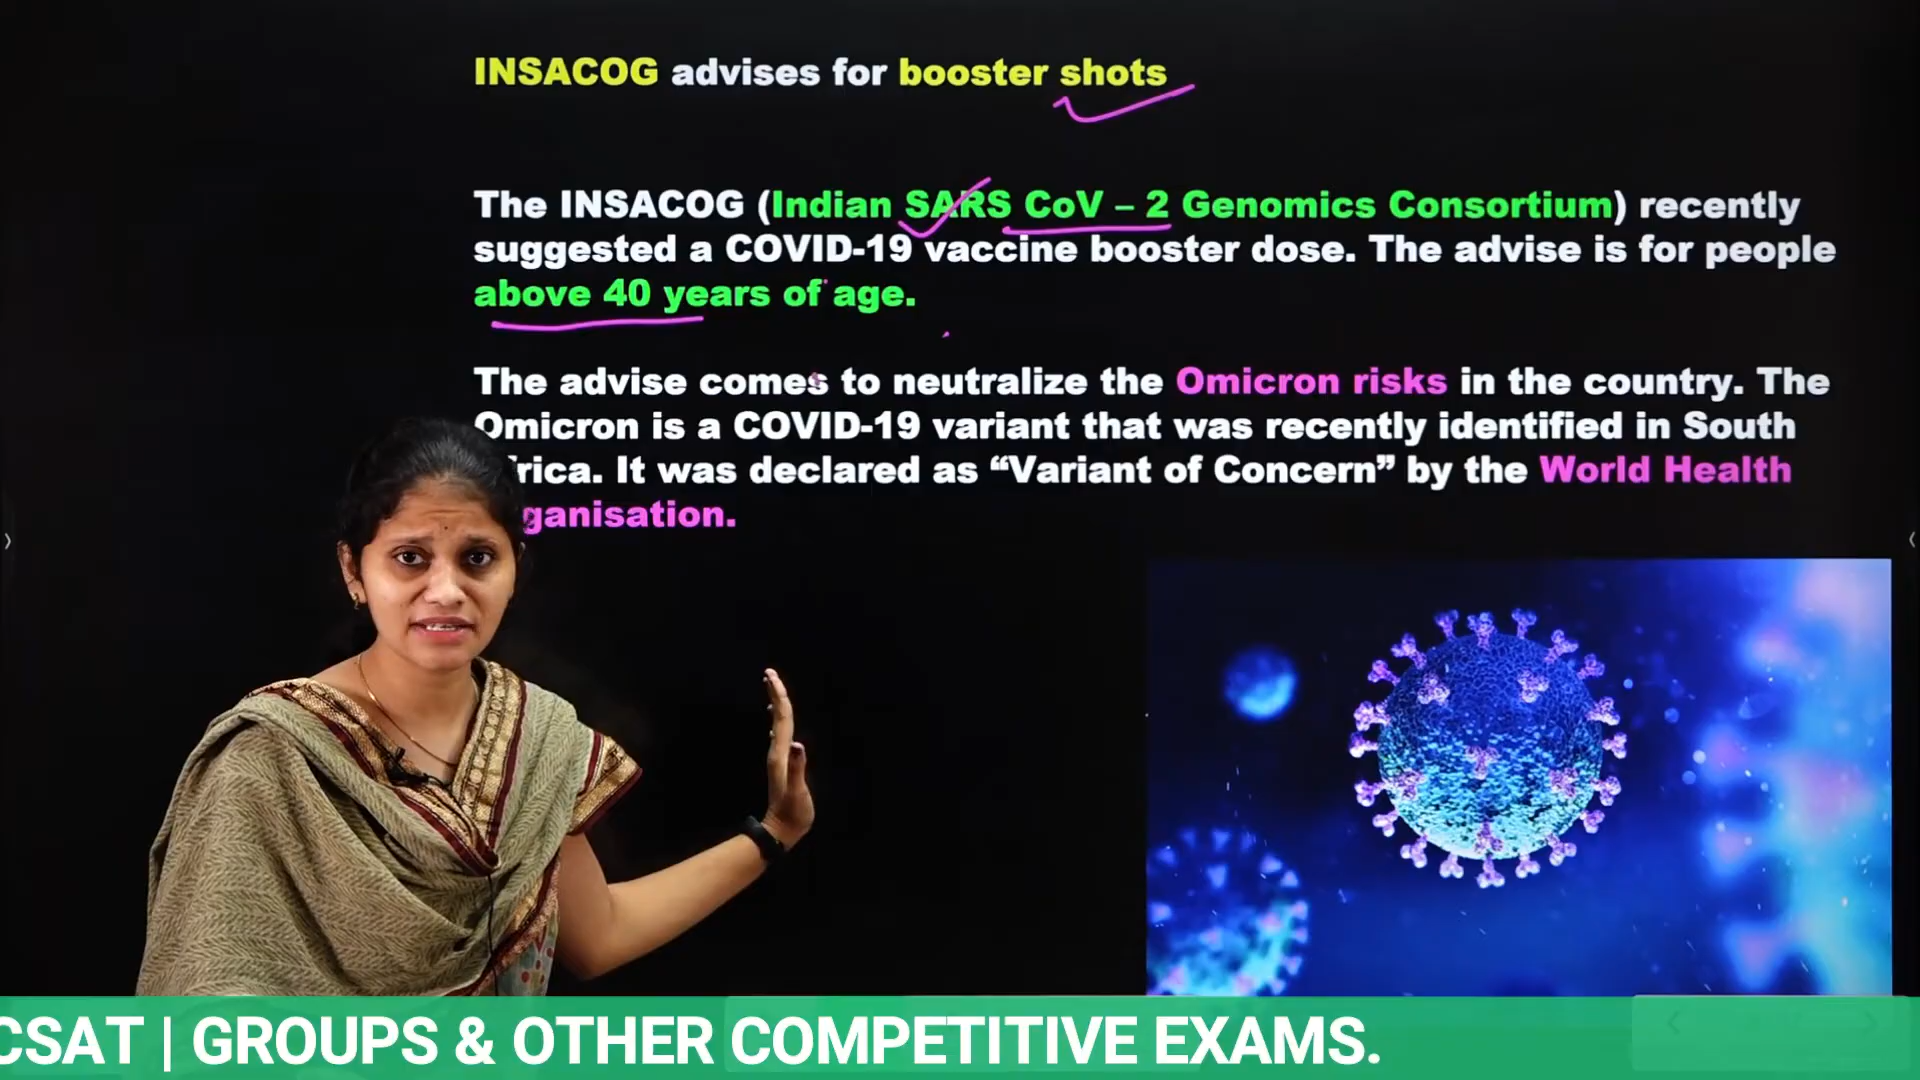 INSACOG advises for booster shots
The INSACOG (Indian SARS CoV – 2 Genomics Consortium) recently
suggested a COVID-19 vaccine booster dose. The advise is for people
above 40 years of age.
The advise comes to neutralize the Omicron risks in the country. The
Omicron is a COVID-19 variant that was recently identified in South
frica. It was declared as “Variant of Concern” by the World Health
ganisation.
CSAT | GROUPS & OTHER COMPETITIVE EXAMS.